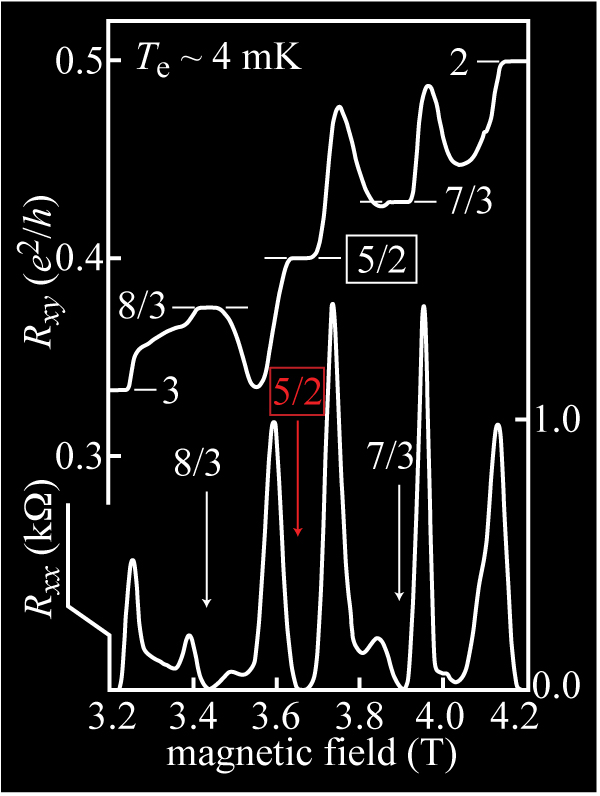 0.5
Te ~ 4 mK
2
7/3
Rxy (e²/h)
0.4
5/2
8/3
3
5/2
1.0
0.3
8/3
7/3
Rxx (kΩ)
0.0
3.2 3.4 3.6 3.8 4.0 4.2
magnetic field (T)